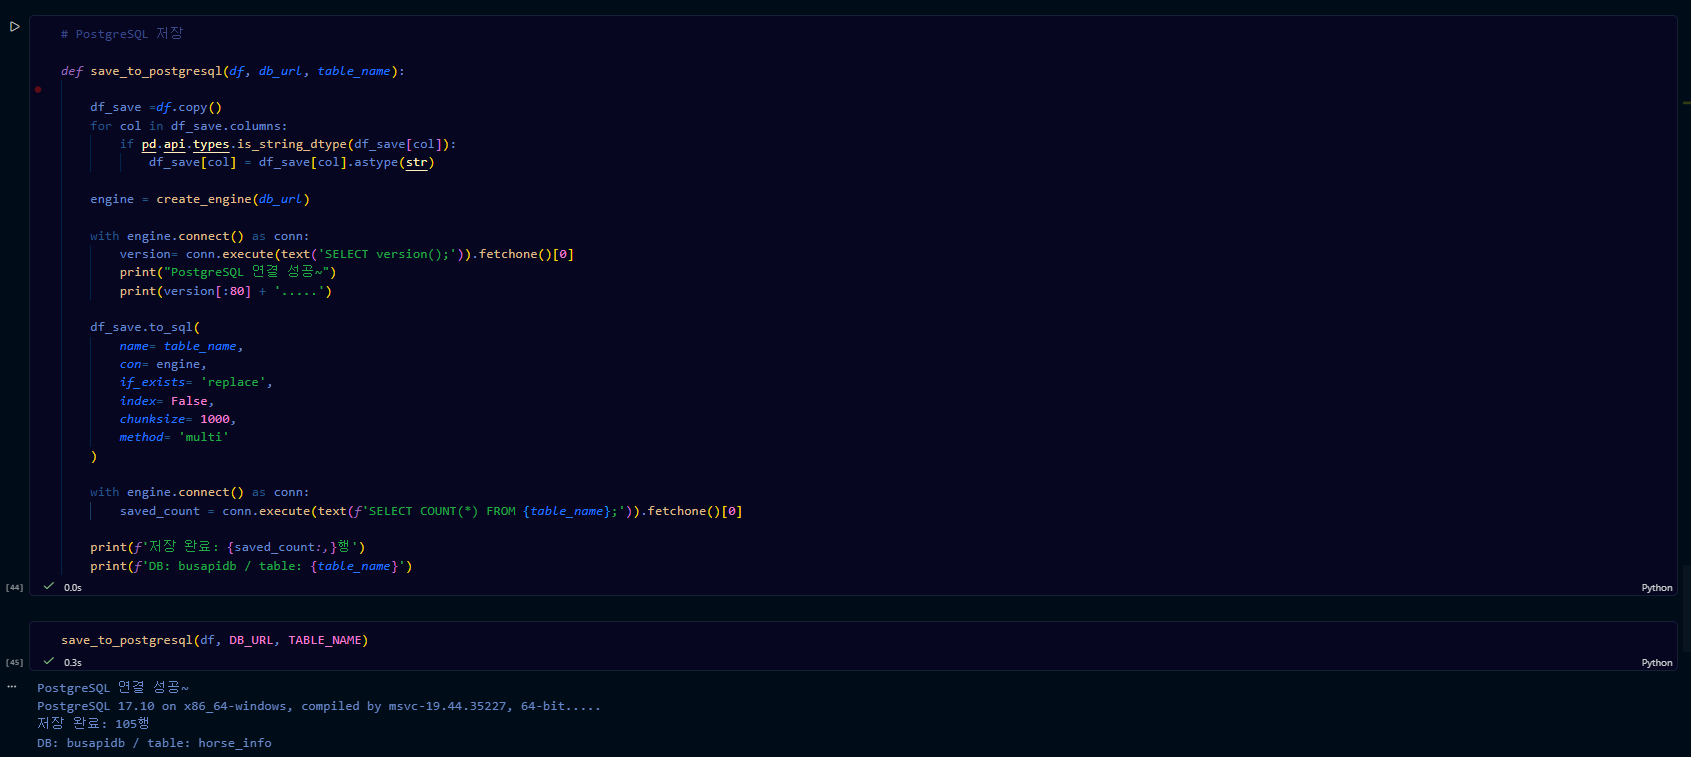 # PostgreSQL 저장
def save_to_postgresql(df, db_url, table_name):
df_save =df.copy()
for col in df_save.columns:
if pd.api.types.is_string_dtype(df_save[col]):
df_save[col] = df_save[col].astype(str)
engine = create_engine(db_url)
with engine.connect() as conn:
version= conn.execute(text('SELECT version();')).fetchone()[0]
print("PostgreSQL 연결 성공~")
print(version[:80] + '.....')
df_save.to_sql(
name= table_name,
con= engine,
if_exists= 'replace',
index= False,
chunksize= 1000,
method= 'multi'
)
with engine.connect() as conn:
saved_count = conn.execute(text(f'SELECT COUNT(*) FROM {table_name};')).fetchone()[0]
print(f'저장 완료: {saved_count:,}행')
print(f'DB: busapidb / table: {table_name}')
[44] 0.0s Python
save_to_postgresql(df, DB_URL, TABLE_NAME)
[45] 0.3s Python
PostgreSQL 연결 성공~
PostgreSQL 17.10 on x86_64-windows, compiled by msvc-19.44.35227, 64-bit.....
저장 완료: 105행
DB: busapidb / table: horse_info